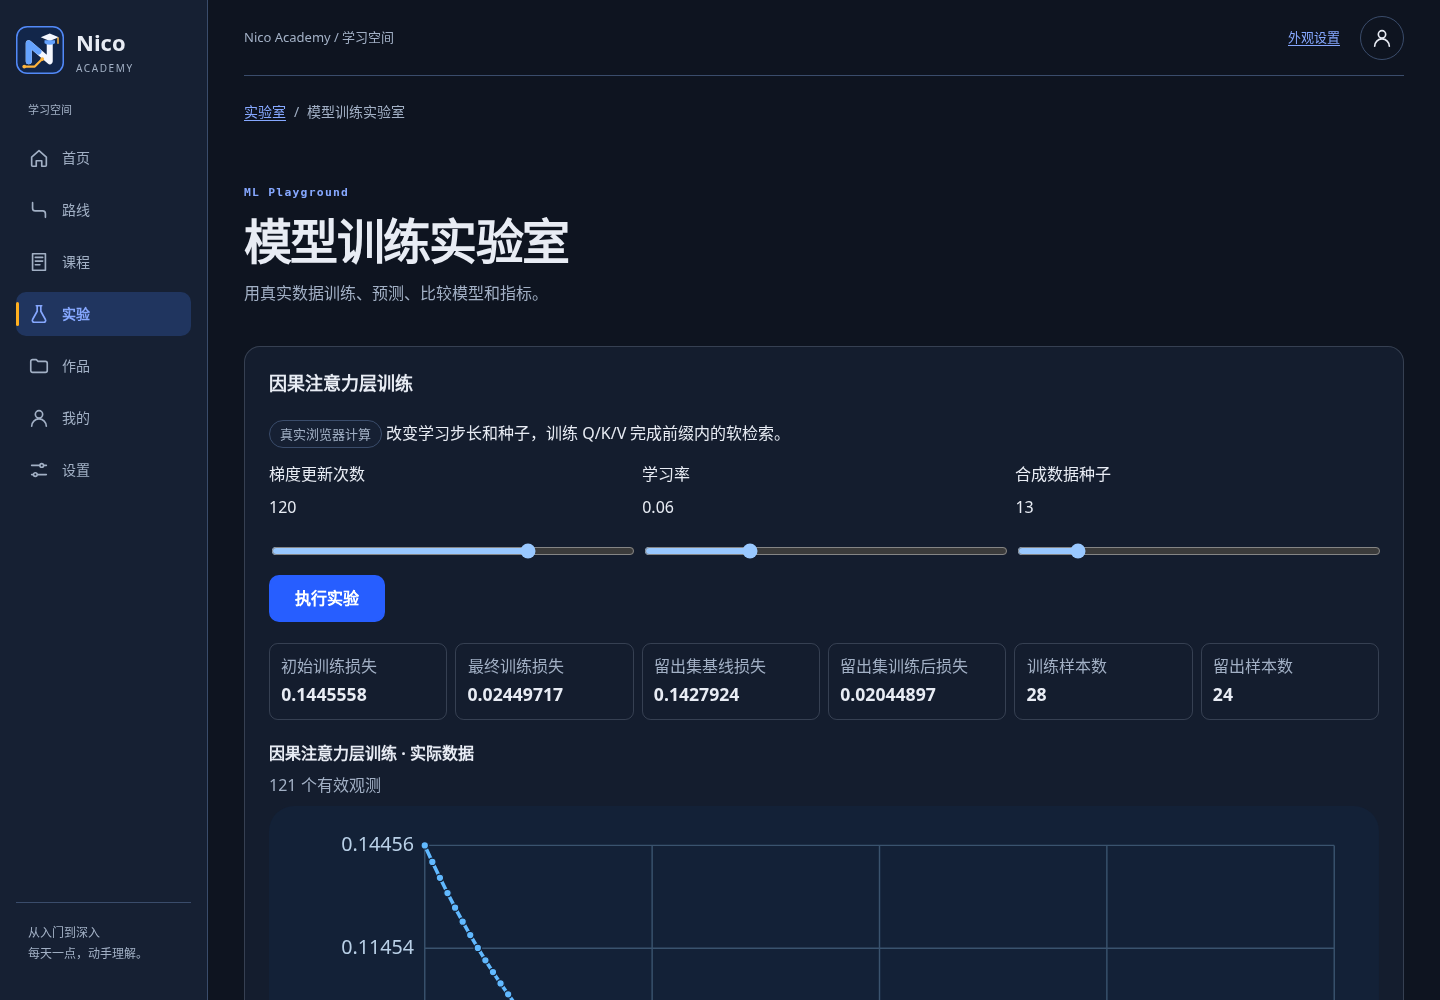 Nico
ACADEMY
学习空间
首页
路线
课程
实验
作品
我的
设置
从入门到深入
每天一点，动手理解。
Nico Academy / 学习空间
外观设置
实验室 / 模型训练实验室
ML Playground
模型训练实验室
用真实数据训练、预测、比较模型和指标。
因果注意力层训练
真实浏览器计算 改变学习步长和种子，训练 Q/K/V 完成前缀内的软检索。
梯度更新次数 学习率 合成数据种子
120 0.06 13
执行实验
初始训练损失 最终训练损失 留出集基线损失 留出集训练后损失 训练样本数 留出样本数
0.1445558 0.02449717 0.1427924 0.02044897 28 24
因果注意力层训练 · 实际数据
121 个有效观测
0.14456
0.11454